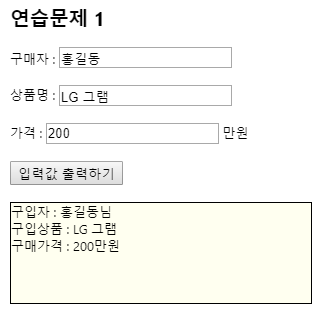 연습문제 1
구매자 : 홍길동
상품명 : LG 그램
가격 : 200 만원
입력값 출력하기
구입자 : 홍길동님
구입상품 : LG 그램
구매가격 : 200만원